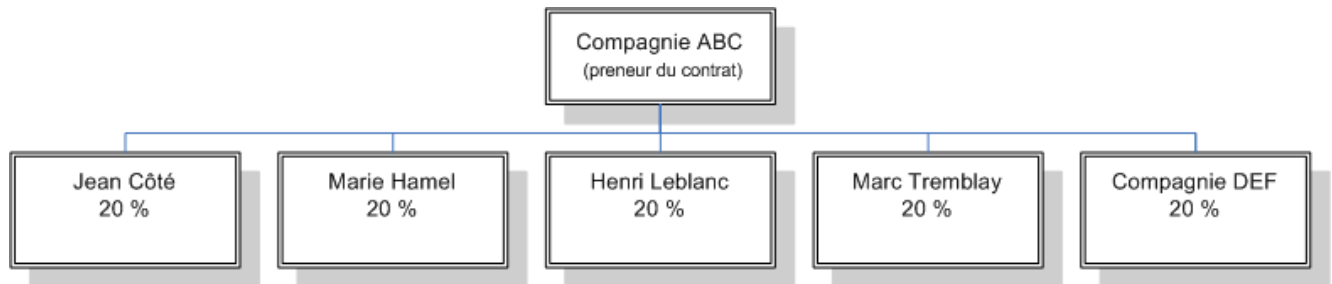 Compagnie ABC
(preneur du contrat)
Jean Côté
20 %
Marie Hamel
20 %
Henri Leblanc
20 %
Marc Tremblay
20 %
Compagnie DEF
20 %